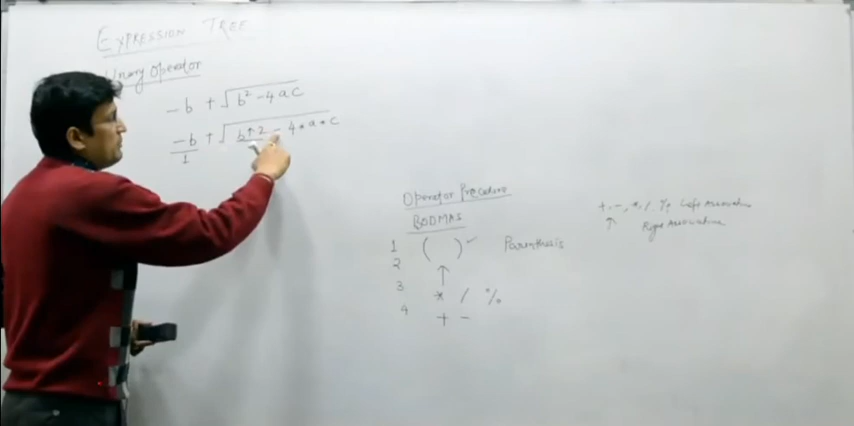 EXPRESSION TREE
Unary Operator
-b + √b² - 4ac
-b + √b↑2 - 4*a*c
1
Operator Procedure
BODMAS
1 ( ) ✓ Parenthesis
2 ↑
3 * / %
4 + -
+, -, *, /, % Left Associative
↑ Right Associative